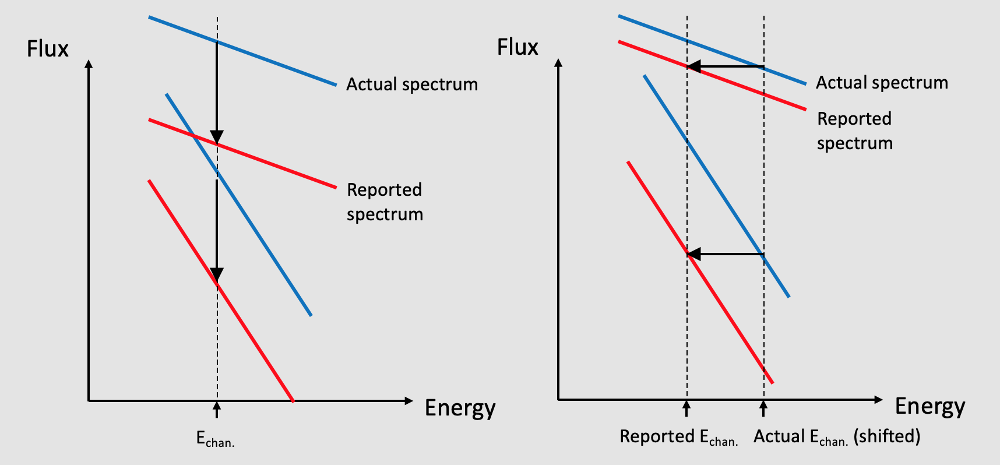 Flux
Actual spectrum
Reported
spectrum
Energy
Echan.
Flux
Actual spectrum
Reported
spectrum
Energy
Reported Echan.
Actual Echan. (shifted)